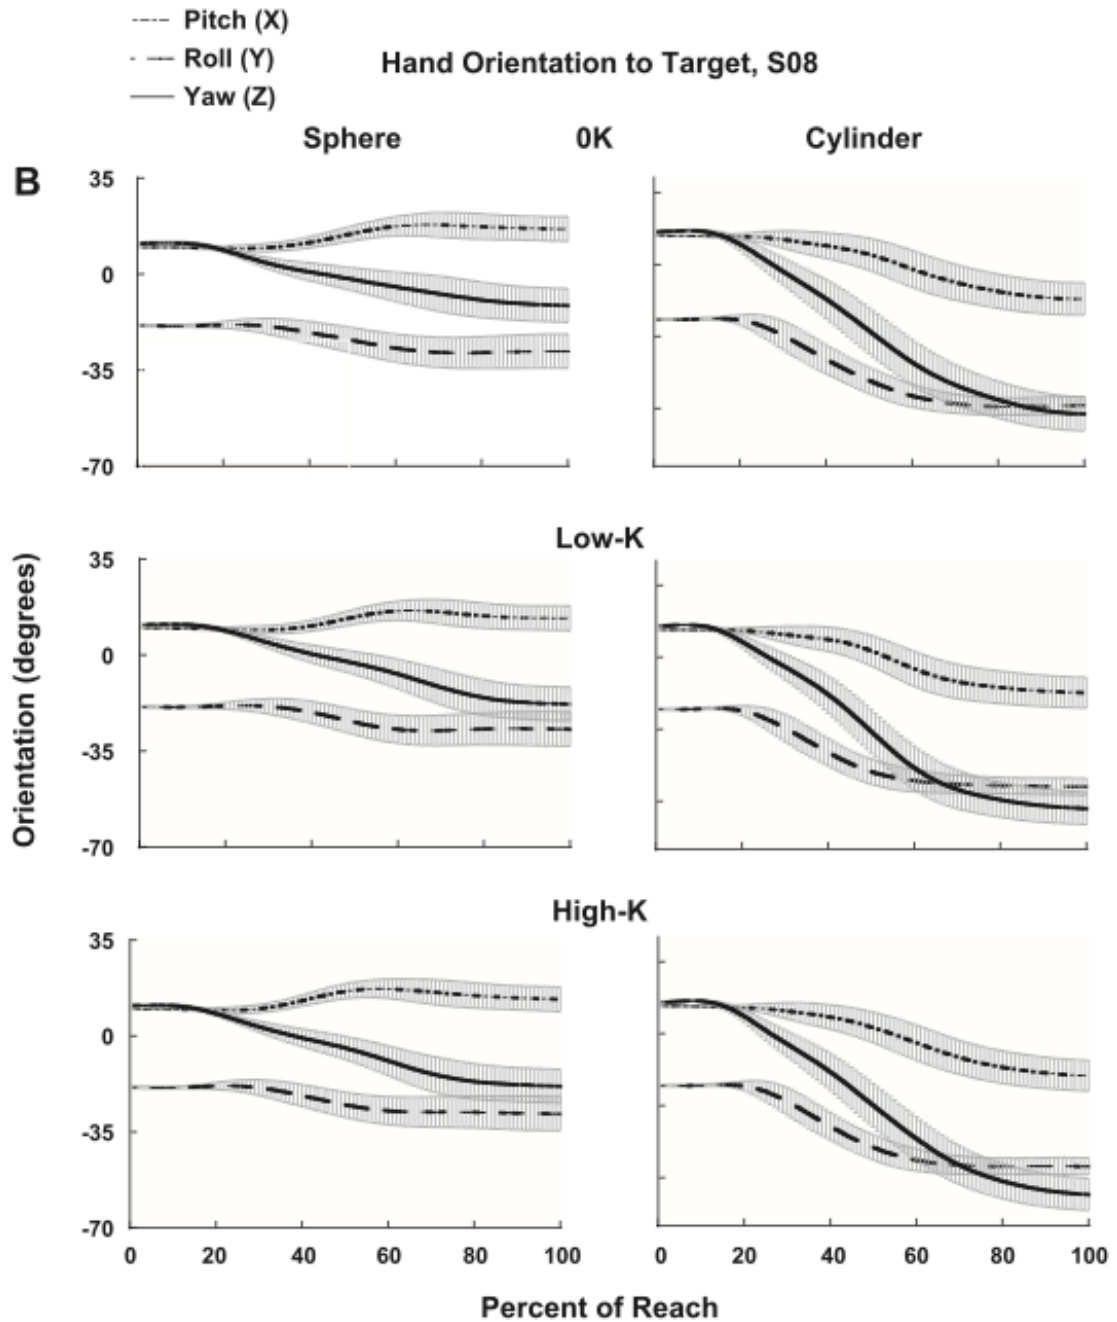 Pitch (X)
Roll (Y)
Yaw (Z)
Hand Orientation to Target, S08
Sphere
0K
Cylinder
B
35
0
-35
-70
Low-K
35
0
-35
-70
High-K
35
0
-35
-70
0 20 40 60 80 100
0 20 40 60 80 100
Orientation (degrees)
Percent of Reach